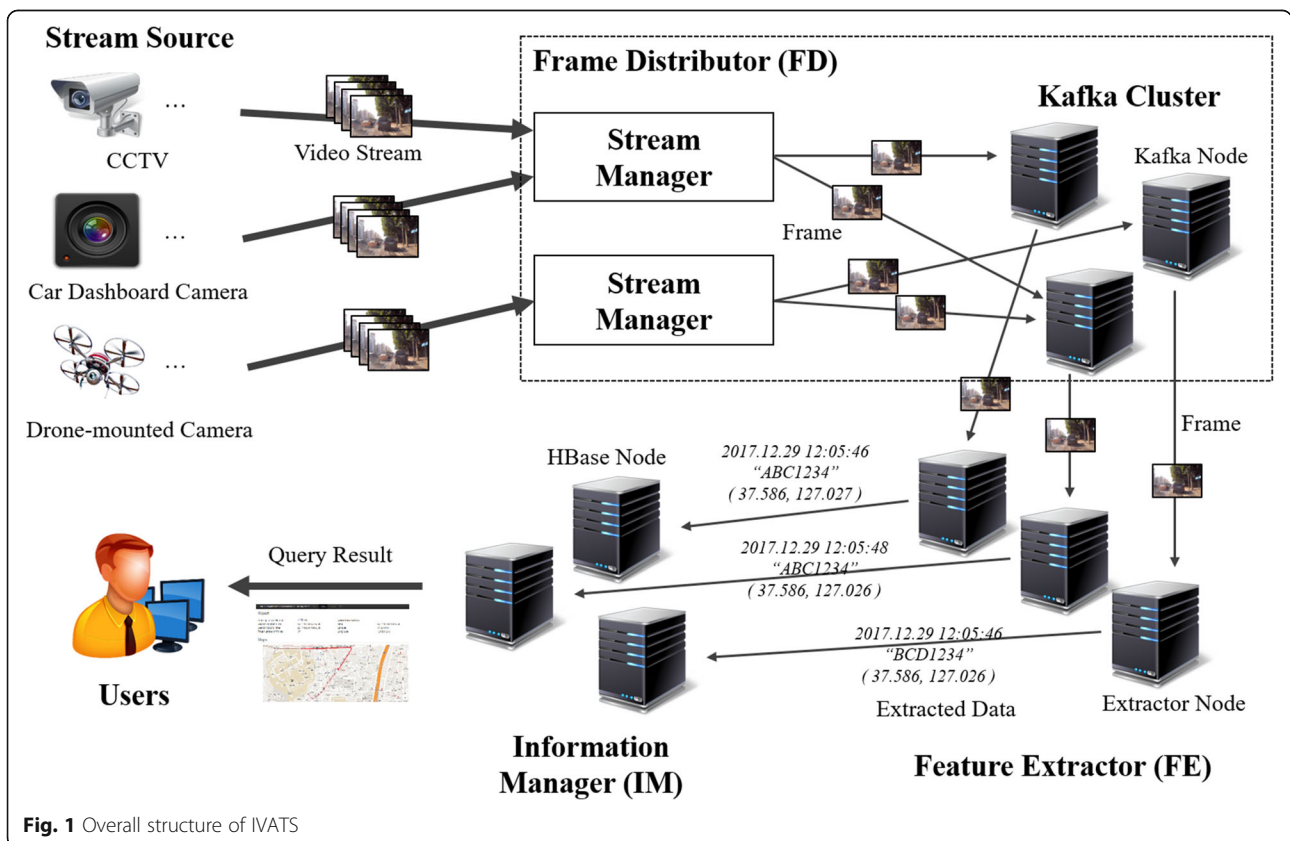 Stream Source
...
CCTV
Video Stream
...
Car Dashboard Camera
...
Drone-mounted Camera
Frame Distributor (FD)
Stream
Manager
Stream
Manager
Kafka Cluster
Kafka Node
Frame
Frame
HBase Node
2017.12.29 12:05:46
“ABC1234”
( 37.586, 127.027 )
2017.12.29 12:05:48
“ABC1234”
( 37.586, 127.026 )
2017.12.29 12:05:46
“BCD1234”
( 37.586, 127.026 )
Extracted Data
Extractor Node
Feature Extractor (FE)
Information
Manager (IM)
Query Result
Users
Fig. 1 Overall structure of IVATS